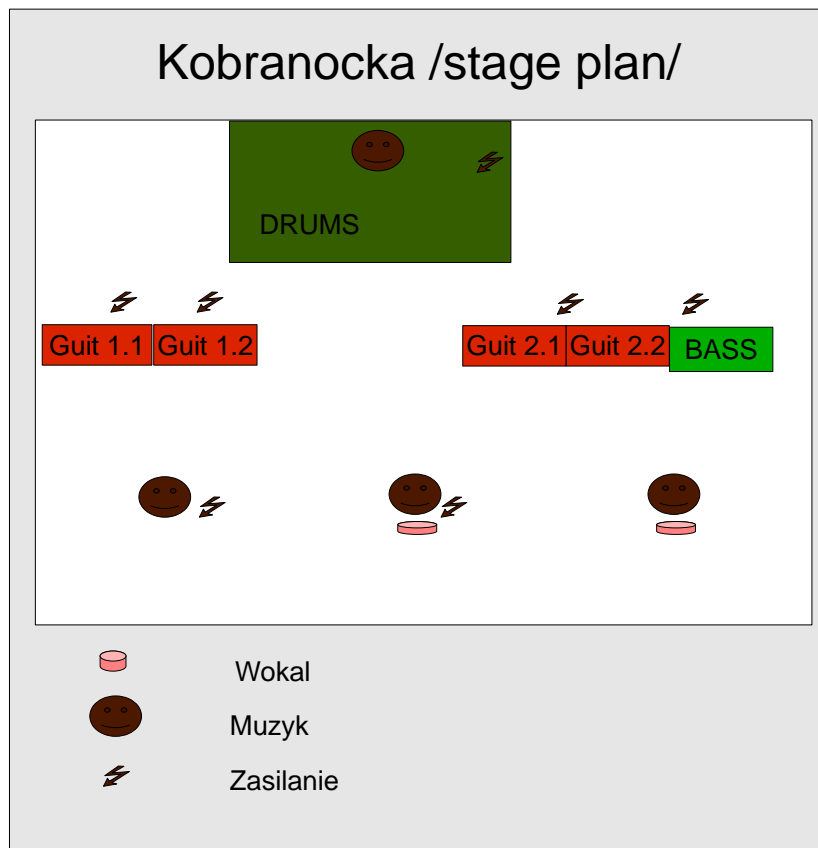 Kobranocka /stage plan/
DRUMS
Guit 1.1 Guit 1.2 Guit 2.1 Guit 2.2 BASS
Wokal
Muzyk
Zasilanie